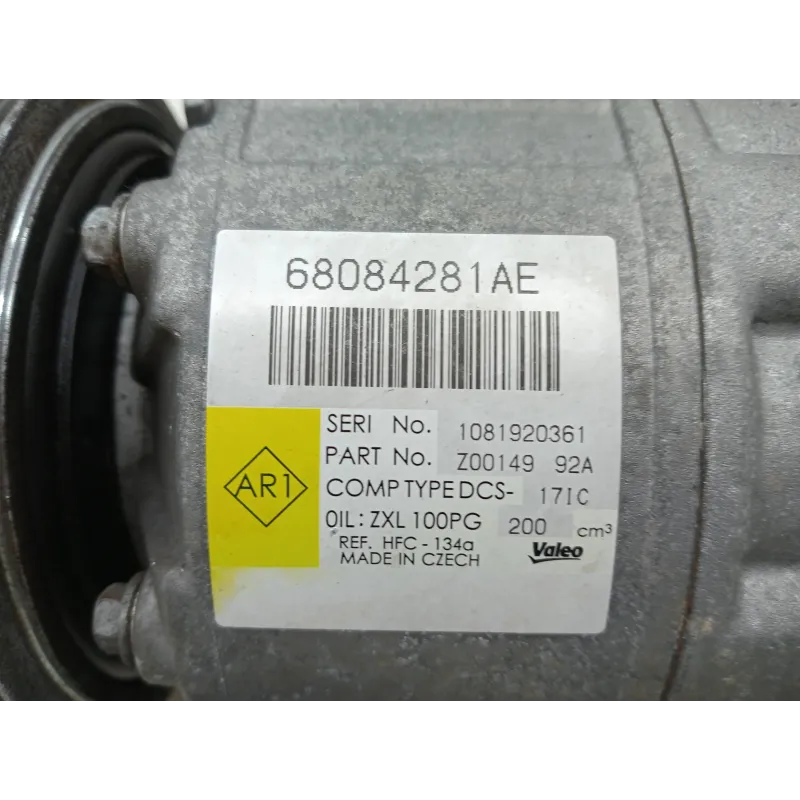 68084281AE
SERI No. 1081920361
PART No. Z00149 92A
AR1
COMP TYPE DCS- 17IC
OIL: ZXL 100PG 200 cm³
REF. HFC - 134a
MADE IN CZECH
Valeo